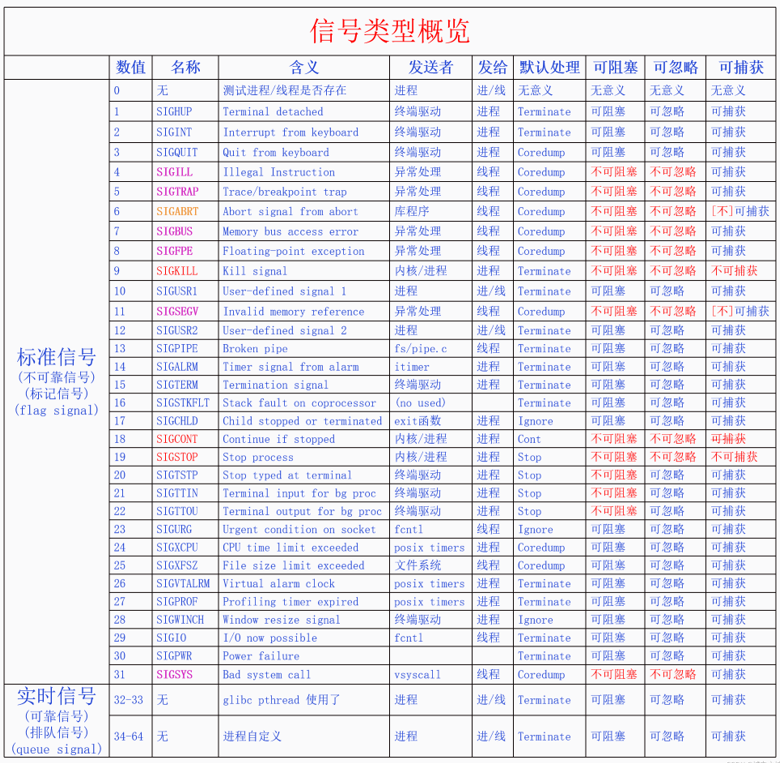 信号类型概览
数值 名称 含义 发送者 发给 默认处理 可阻塞 可忽略 可捕获
标准信号
(不可靠信号)
(标记信号)
(flag signal)
0 无 测试进程/线程是否存在 进程 进/线 无意义 无意义 无意义 无意义
1 SIGHUP Terminal detached 终端驱动 进程 Terminate 可阻塞 可忽略 可捕获
2 SIGINT Interrupt from keyboard 终端驱动 进程 Terminate 可阻塞 可忽略 可捕获
3 SIGQUIT Quit from keyboard 终端驱动 进程 Coredump 可阻塞 可忽略 可捕获
4 SIGILL Illegal Instruction 异常处理 线程 Coredump 不可阻塞 不可忽略 可捕获
5 SIGTRAP Trace/breakpoint trap 异常处理 线程 Coredump 不可阻塞 不可忽略 可捕获
6 SIGABRT Abort signal from abort 库程序 线程 Coredump 不可阻塞 不可忽略 [不]可捕获
7 SIGBUS Memory bus access error 异常处理 线程 Coredump 不可阻塞 不可忽略 可捕获
8 SIGFPE Floating-point exception 异常处理 线程 Coredump 不可阻塞 不可忽略 可捕获
9 SIGKILL Kill signal 内核/进程 进程 Terminate 不可阻塞 不可忽略 不可捕获
10 SIGUSR1 User-defined signal 1 进程 进/线 Terminate 可阻塞 可忽略 可捕获
11 SIGSEGV Invalid memory reference 异常处理 线程 Coredump 不可阻塞 不可忽略 [不]可捕获
12 SIGUSR2 User-defined signal 2 进程 进/线 Terminate 可阻塞 可忽略 可捕获
13 SIGPIPE Broken pipe fs/pipe.c 线程 Terminate 可阻塞 可忽略 可捕获
14 SIGALRM Timer signal from alarm itimer 进程 Terminate 可阻塞 可忽略 可捕获
15 SIGTERM Termination signal 终端驱动 进程 Terminate 可阻塞 可忽略 可捕获
16 SIGSTKFLT Stack fault on coprocessor (no used) Terminate 可阻塞 可忽略 可捕获
17 SIGCHLD Child stopped or terminated exit函数 进程 Ignore 可阻塞 可忽略 可捕获
18 SIGCONT Continue if stopped 内核/进程 进程 Cont 不可阻塞 不可忽略 可捕获
19 SIGSTOP Stop process 内核/进程 进程 Stop 不可阻塞 不可忽略 不可捕获
20 SIGTSTP Stop typed at terminal 终端驱动 进程 Stop 不可阻塞 可忽略 可捕获
21 SIGTTIN Terminal input for bg proc 终端驱动 进程 Stop 不可阻塞 可忽略 可捕获
22 SIGTTOU Terminal output for bg proc 终端驱动 进程 Stop 不可阻塞 可忽略 可捕获
23 SIGURG Urgent condition on socket fcntl 线程 Ignore 可阻塞 可忽略 可捕获
24 SIGXCPU CPU time limit exceeded posix timers 进程 Coredump 可阻塞 可忽略 可捕获
25 SIGXFSZ File size limit exceeded 文件系统 线程 Coredump 可阻塞 可忽略 可捕获
26 SIGVTALRM Virtual alarm clock posix timers 进程 Terminate 可阻塞 可忽略 可捕获
27 SIGPROF Profiling timer expired posix timers 进程 Terminate 可阻塞 可忽略 可捕获
28 SIGWINCH Window resize signal 终端驱动 进程 Ignore 可阻塞 可忽略 可捕获
29 SIGIO I/O now possible fcntl 线程 Terminate 可阻塞 可忽略 可捕获
30 SIGPWR Power failure Terminate 可阻塞 可忽略 可捕获
31 SIGSYS Bad system call vsyscall 线程 Coredump 不可阻塞 不可忽略 可捕获
实时信号
(可靠信号)
(排队信号)
(queue signal)
32-33 无 glibc pthread 使用了 进程 进/线 Terminate 可阻塞 可忽略 可捕获
34-64 无 进程自定义 进程 进/线 Terminate 可阻塞 可忽略 可捕获